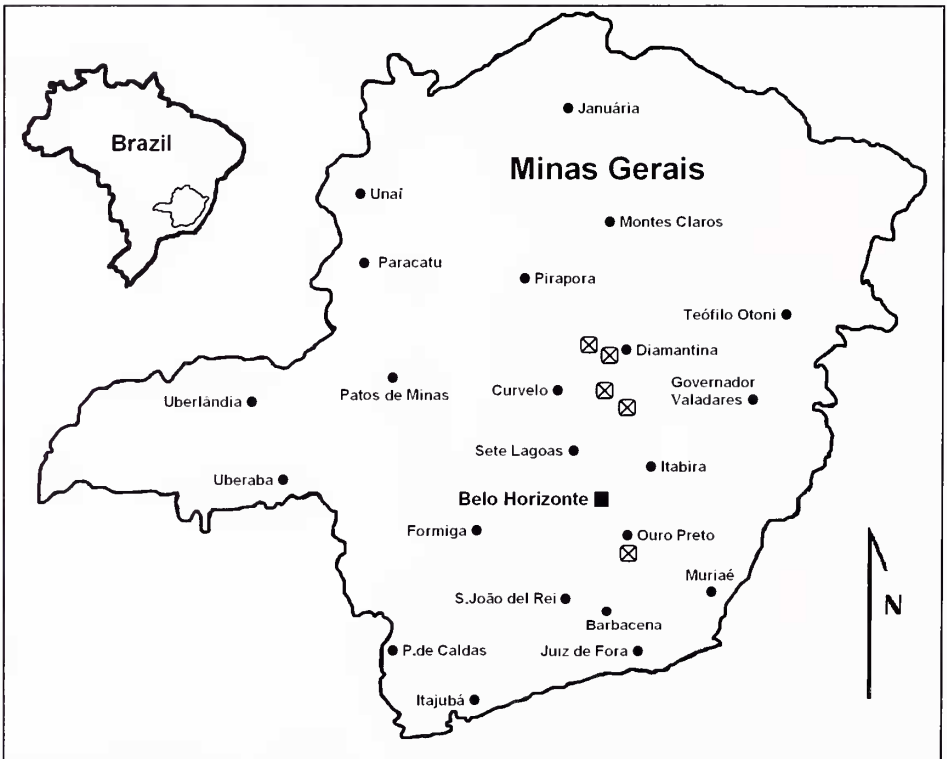 Januária
Brazil
Minas Gerais
Unaí
Montes Claros
Paracatu
Pirapora
Teófilo Otoni
Diamantina
Patos de Minas
Curvelo
Governador
Valadares
Uberlândia
Sete Lagoas
Itabira
Uberaba
Belo Horizonte
Formiga
Ouro Preto
Muriaé
S.João del Rei
N
Barbacena
P.de Caldas
Juiz de Fora
Itajubá